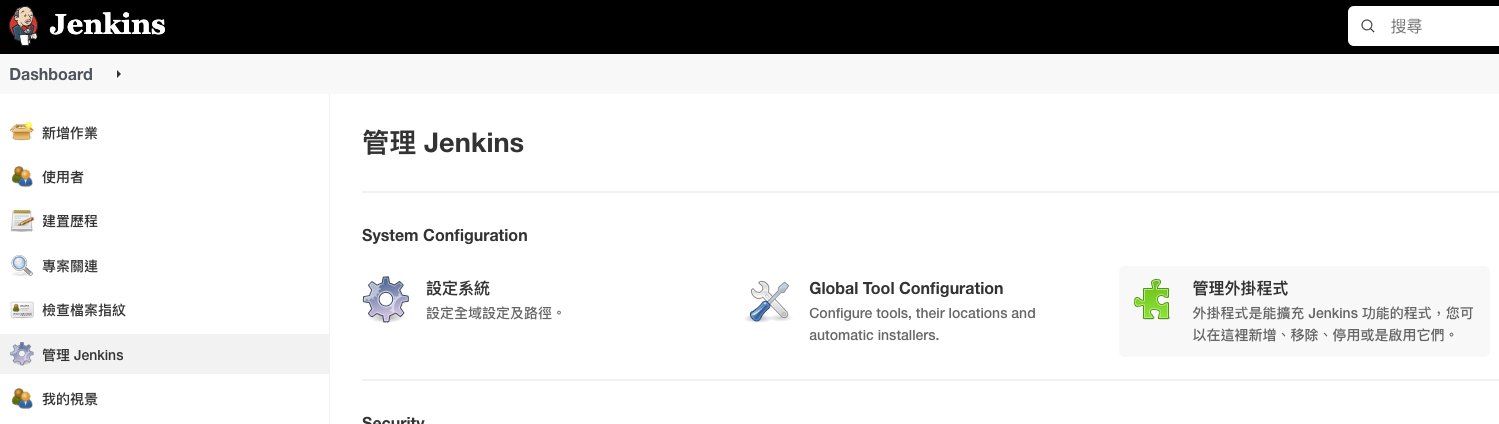 Jenkins
搜尋
Dashboard
新增作業
使用者
建置歷程
專案關連
檢查檔案指紋
管理 Jenkins
我的視景
管理 Jenkins
System Configuration
設定系統
設定全域設定及路徑。
Global Tool Configuration
Configure tools, their locations and
automatic installers.
管理外掛程式
外掛程式是能擴充 Jenkins 功能的程式，您可
以在這裡新增、移除、停用或是啟用它們。
Security